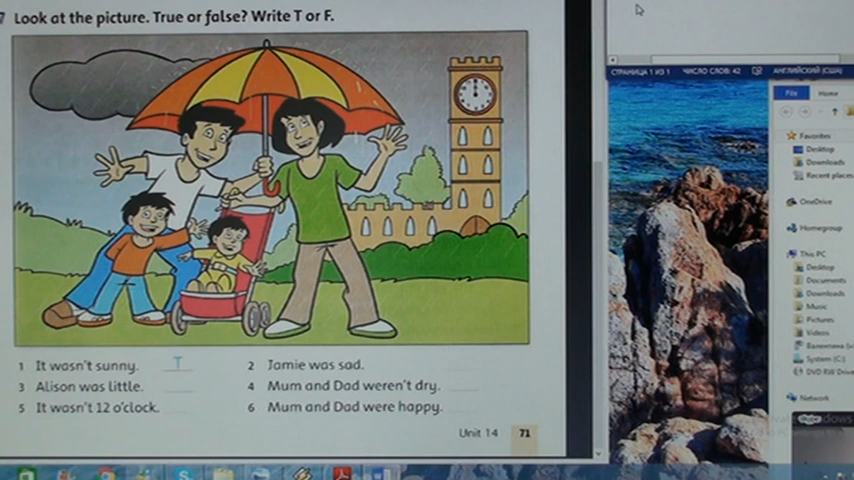 7 Look at the picture. True or false? Write T or F.
1 It wasn't sunny. T
2 Jamie was sad.
3 Alison was little.
4 Mum and Dad weren't dry.
5 It wasn't 12 o'clock.
6 Mum and Dad were happy.
Unit 14 71
СТРАНИЦА 1 ИЗ 1 ЧИСЛО СЛОВ: 42 АНГЛИЙСКИЙ (США)
File Home
Favorites
Desktop
Downloads
Recent places
OneDrive
Homegroup
This PC
Desktop
Documents
Downloads
Music
Pictures
Videos
System (C:)
DVD RW Drive
Network